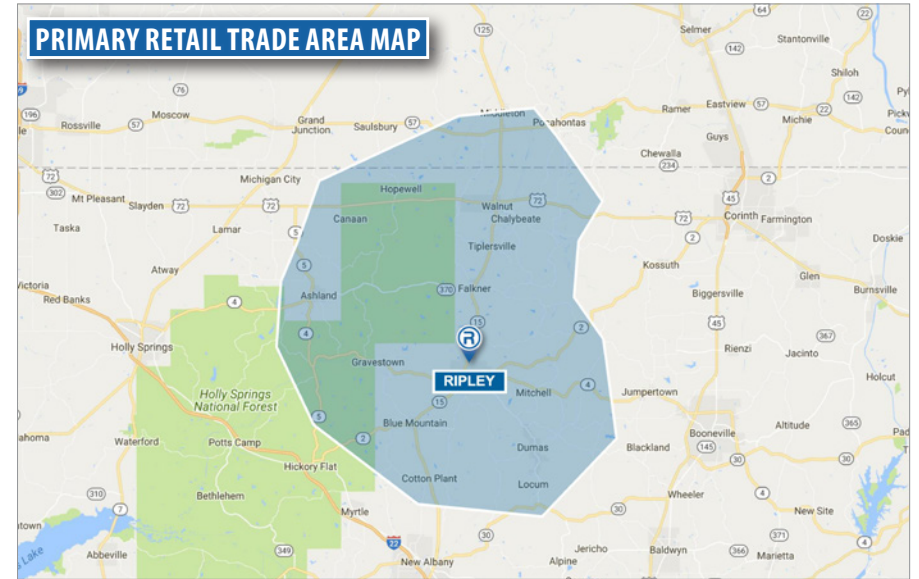 PRIMARY RETAIL TRADE AREA MAP
64
22
125
Selmer
Stantonville
142
Shiloh
76
142
196
Moscow
Grand
Junction
Saulsbury
57
Middleton
Pocahontas
Ramer
Eastview
57
22
Michie
Rossville
57
Guys
Chewalla
234
72
302
Mt Pleasant
Slayden
72
Michigan City
72
Hopewell
72
2
45
Walnut
Chalybeate
72
Corinth
Farmington
Taska
Lamar
5
Canaan
2
Doskie
Tiplersville
Kossuth
Atway
5
Glen
Red Banks
4
Ashland
370
Falkner
Biggersville
Burnsville
15
2
45
367
Holly Springs
4
R
Rienzi
Jacinto
Gravestown
RIPLEY
Holcut
Holly Springs
National Forest
15
Mitchell
4
Jumpertown
5
Blue Mountain
Altitude
365
Waterford
Potts Camp
2
Dumas
Blackland
Booneville
145
30
30
Hickory Flat
Cotton Plant
Locum
310
7
Bethlehem
Wheeler
4
Myrtle
30
New Site
22
30
371
4
Abbeville
349
New Albany
Jericho
Alpine
Baldwyn
366
Marietta